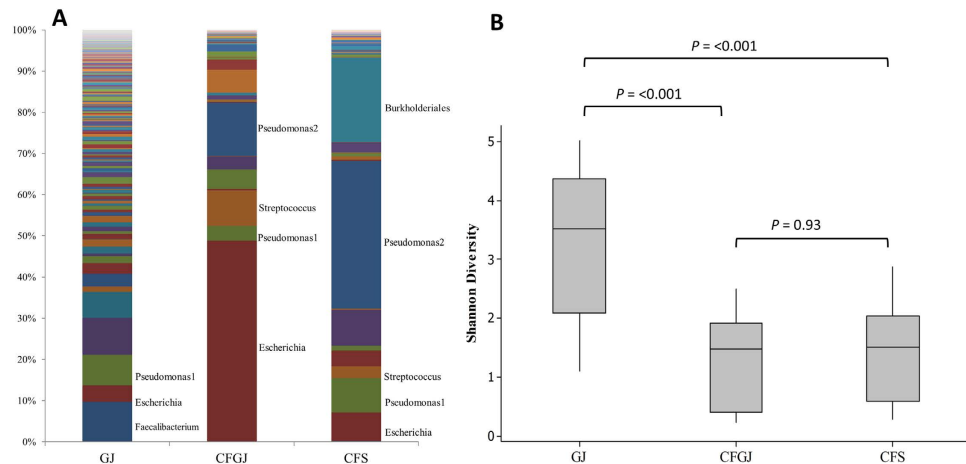 A
100%
90%
80%
70%
60%
50%
40%
30%
20%
10%
0%
Pseudomonas1
Escherichia
Faecalibacterium
Pseudomonas2
Streptococcus
Pseudomonas1
Escherichia
Burkholderiales
Pseudomonas2
Streptococcus
Pseudomonas1
Escherichia
GJ CFGJ CFS
B
P = <0.001
P = <0.001
P = 0.93
Shannon Diversity
5
4
3
2
1
0
GJ CFGJ CFS